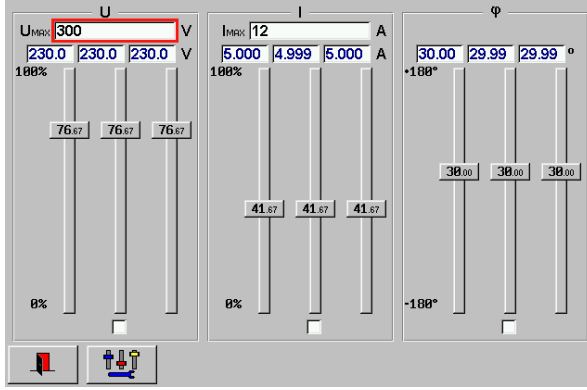 U
UMAX 300 V
230.0 230.0 230.0 V
100%
76.67 76.67 76.67
0%
I
IMAX 12 A
5.000 4.999 5.000 A
100%
41.67 41.67 41.67
0%
φ
30.00 29.99 29.99 °
+180°
30.00 30.00 30.00
-180°